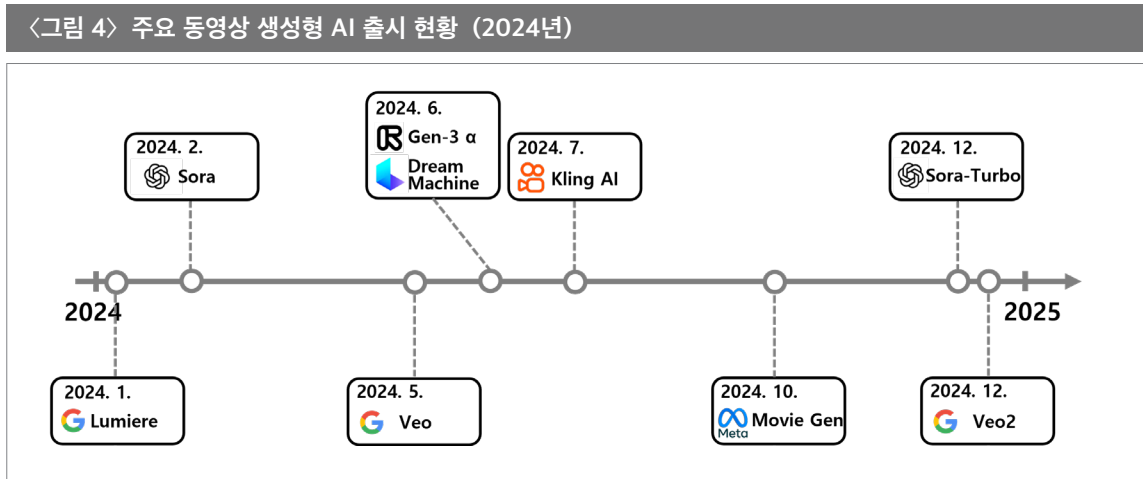 〈그림 4〉 주요 동영상 생성형 AI 출시 현황 (2024년)
2024. 2.
Sora
2024. 6.
Gen-3 α
Dream
Machine
2024. 7.
Kling AI
2024. 12.
Sora-Turbo
2024
2025
2024. 1.
Lumiere
2024. 5.
Veo
2024. 10.
Meta
Movie Gen
2024. 12.
Veo2